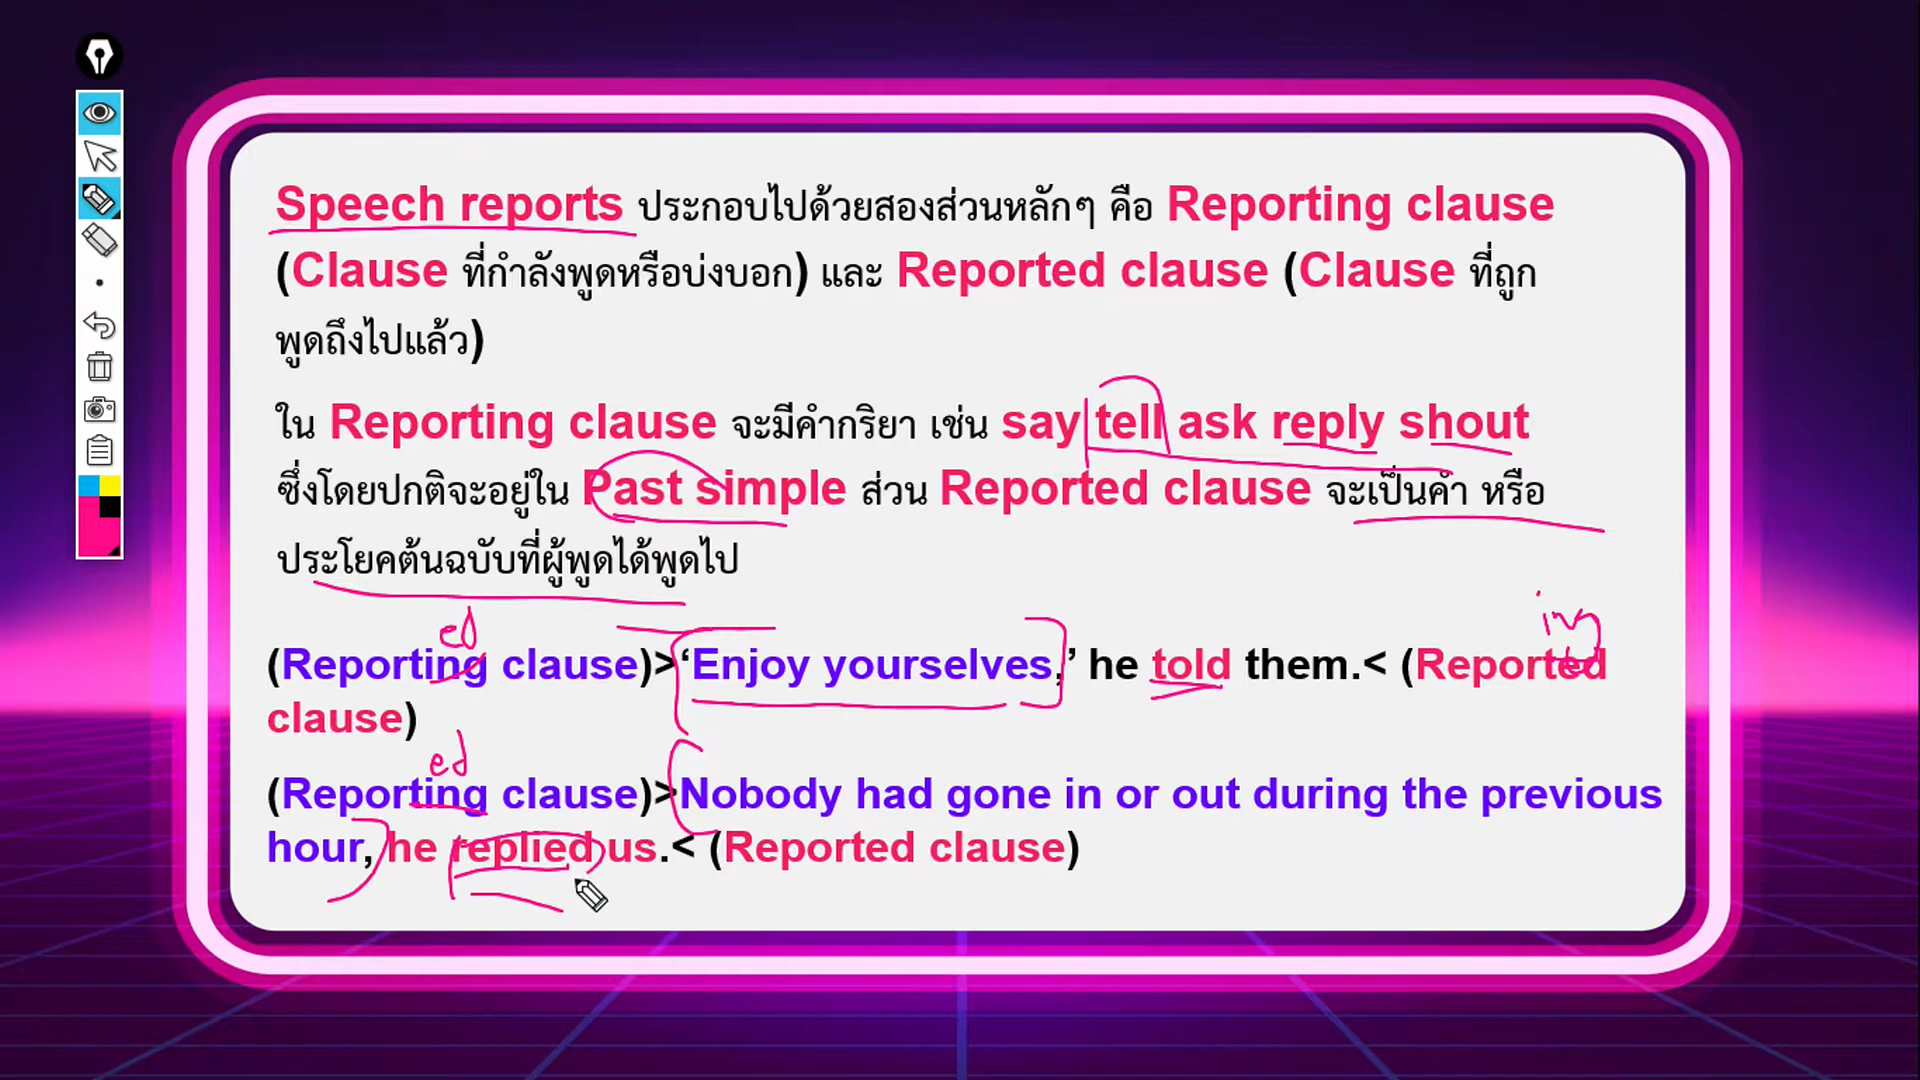 Speech reports ประกอบไปด้วยสองส่วนหลักๆ คือ Reporting clause
(Clause ที่กำลังพูดหรือบ่งบอก) และ Reported clause (Clause ที่ถูก
พูดถึงไปแล้ว)
ใน Reporting clause จะมีคำกริยา เช่น say tell ask reply shout
ซึ่งโดยปกติจะอยู่ใน Past simple ส่วน Reported clause จะเป็นคำ หรือ
ประโยคต้นฉบับที่ผู้พูดได้พูดไป
ed
ing
(Reporting clause)>‘Enjoy yourselves,’ he told them.< (Reported
clause)
ed
(Reporting clause)>Nobody had gone in or out during the previous
hour, he replied us.< (Reported clause)